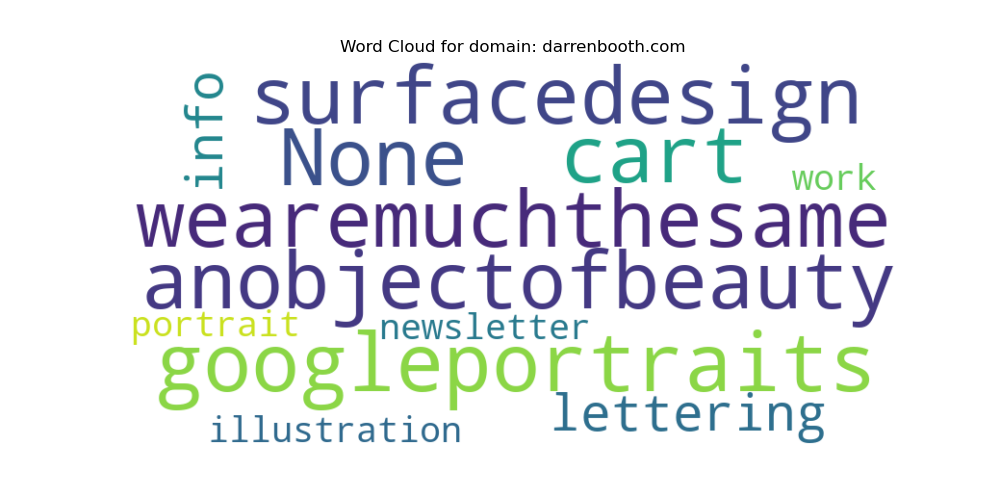 Word Cloud for domain: darrenbooth.com
info
surfacedesign
None
cart
work
wearemuchthesame
anobjectofbeauty
portrait
newsletter
googleportraits
lettering
illustration